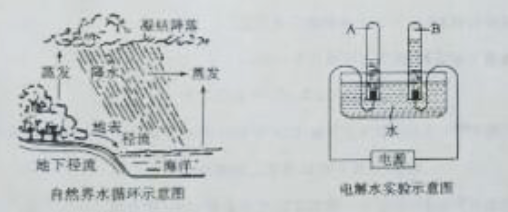 凝结降落
蒸发
降水
蒸发
地表
径流
地下径流
海洋
自然界水循环示意图
A
B
水
电源
电解水实验示意图